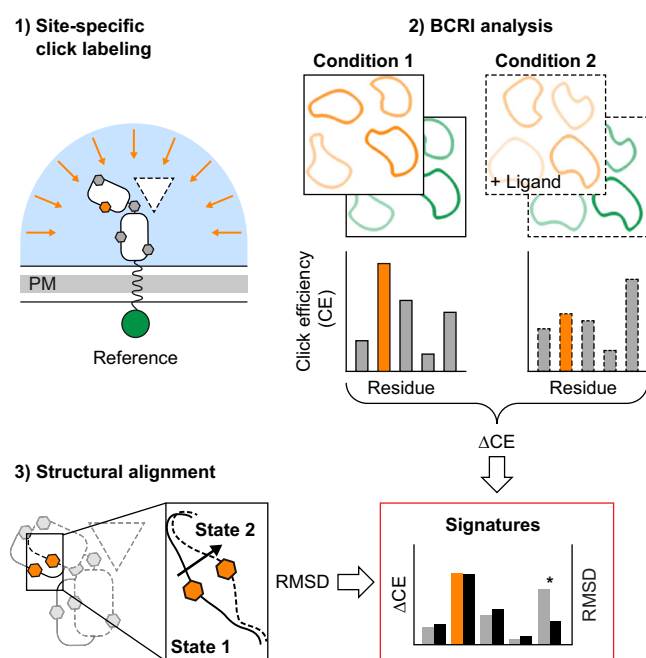 1) Site-specific
click labeling
PM
Reference
2) BCRI analysis
Condition 1
Condition 2
+ Ligand
Click efficiency
(CE)
Residue
Residue
ΔCE
3) Structural alignment
State 2
State 1
RMSD
Signatures
ΔCE
*
RMSD